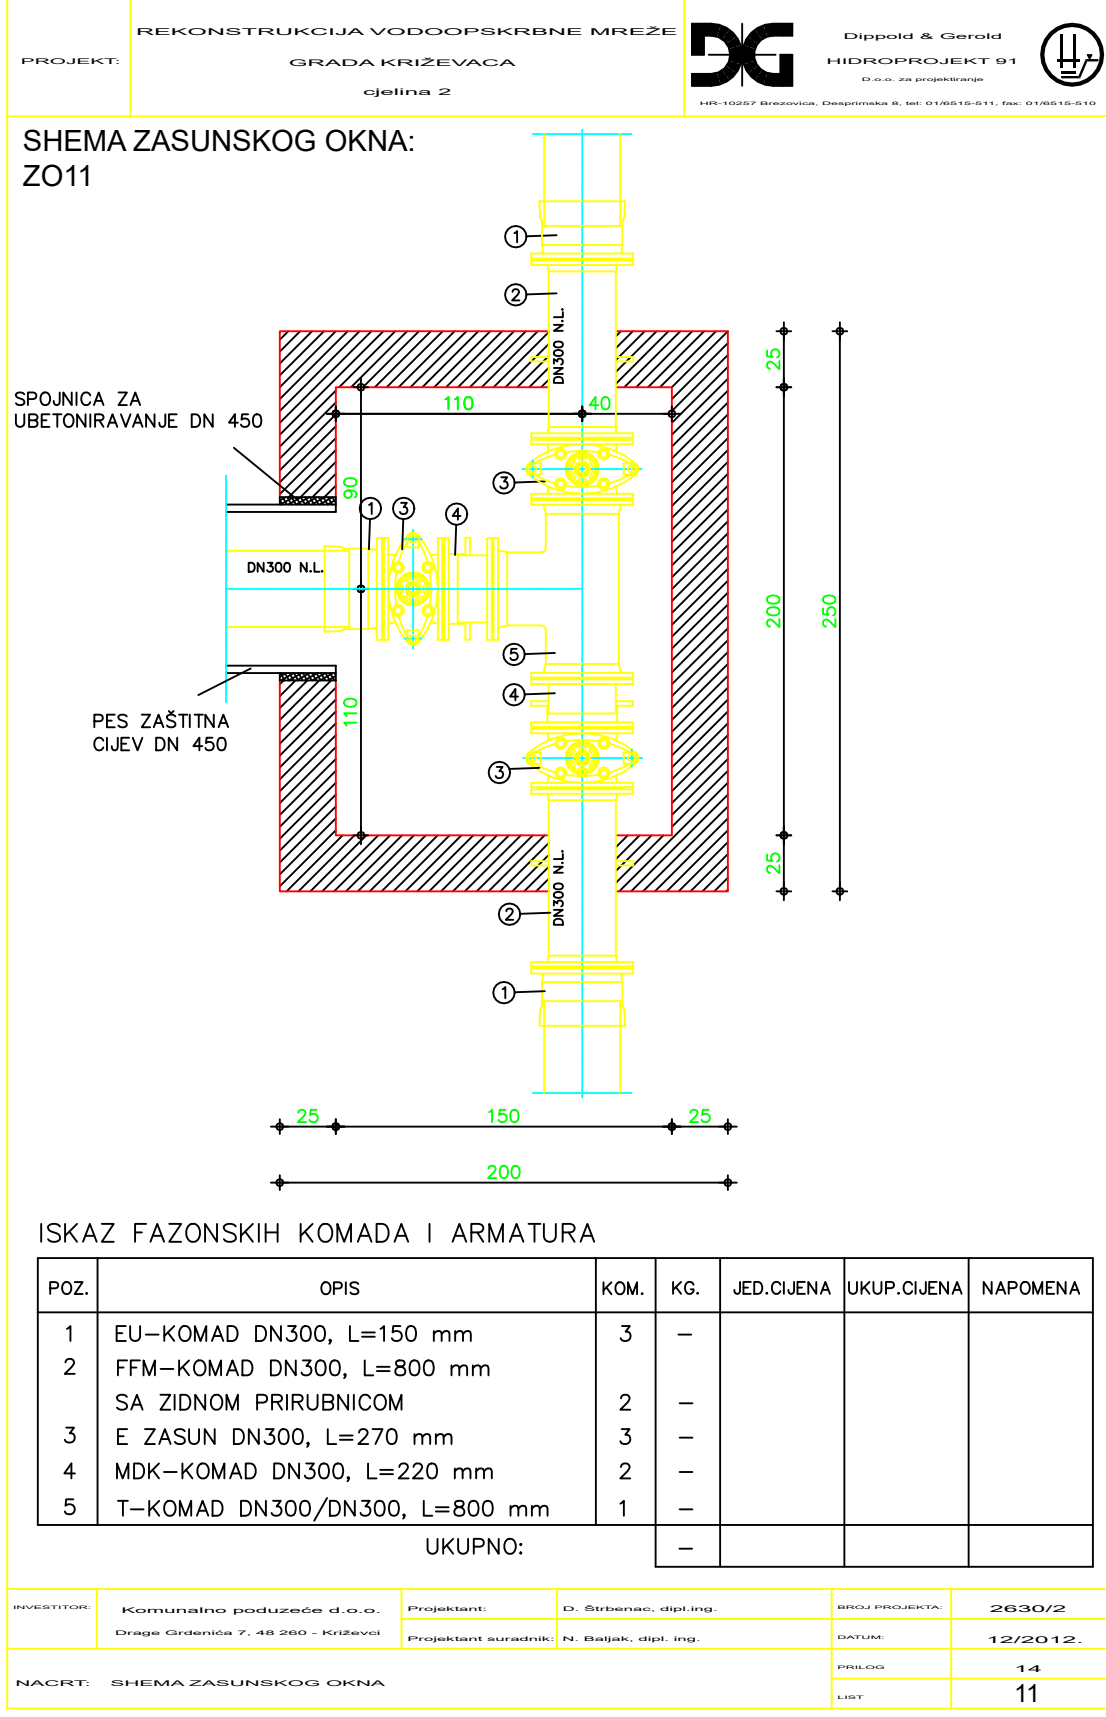 PROJEKT:
REKONSTRUKCIJA VODOOPSKRBNE MREŽE
GRADA KRIŽEVACA
cjelina 2
DG
Dippold & Gerold
HIDROPROJEKT 91
D.o.o. za projektiranje
HR-10257 Brezovica, Desprimska 8, tel: 01/6515-511, fax: 01/6515-510
SHEMA ZASUNSKOG OKNA:
ZO11
1
2
DN300 N.L.
25
SPOJNICA ZA
UBETONIRAVANJE DN 450
110
40
3
90
1
3
4
DN300 N.L.
200
250
5
4
110
PES ZAŠTITNA
CIJEV DN 450
3
25
DN300 N.L.
2
1
25
150
25
200
ISKAZ FAZONSKIH KOMADA I ARMATURA
POZ. OPIS KOM. KG. JED.CIJENA UKUP.CIJENA NAPOMENA
1 EU-KOMAD DN300, L=150 mm 3 -
2 FFM-KOMAD DN300, L=800 mm
SA ZIDNOM PRIRUBNICOM 2 -
3 E ZASUN DN300, L=270 mm 3 -
4 MDK-KOMAD DN300, L=220 mm 2 -
5 T-KOMAD DN300/DN300, L=800 mm 1 -
UKUPNO: -
INVESTITOR: Komunalno poduzeće d.o.o.
Drage Grdenića 7, 48 260 - Križevci
Projektant: D. Štrbenac, dipl.ing.
Projektant suradnik: N. Baljak, dipl. ing.
BROJ PROJEKTA: 2630/2
DATUM: 12/2012.
NACRT: SHEMA ZASUNSKOG OKNA
PRILOG 14
LIST 11